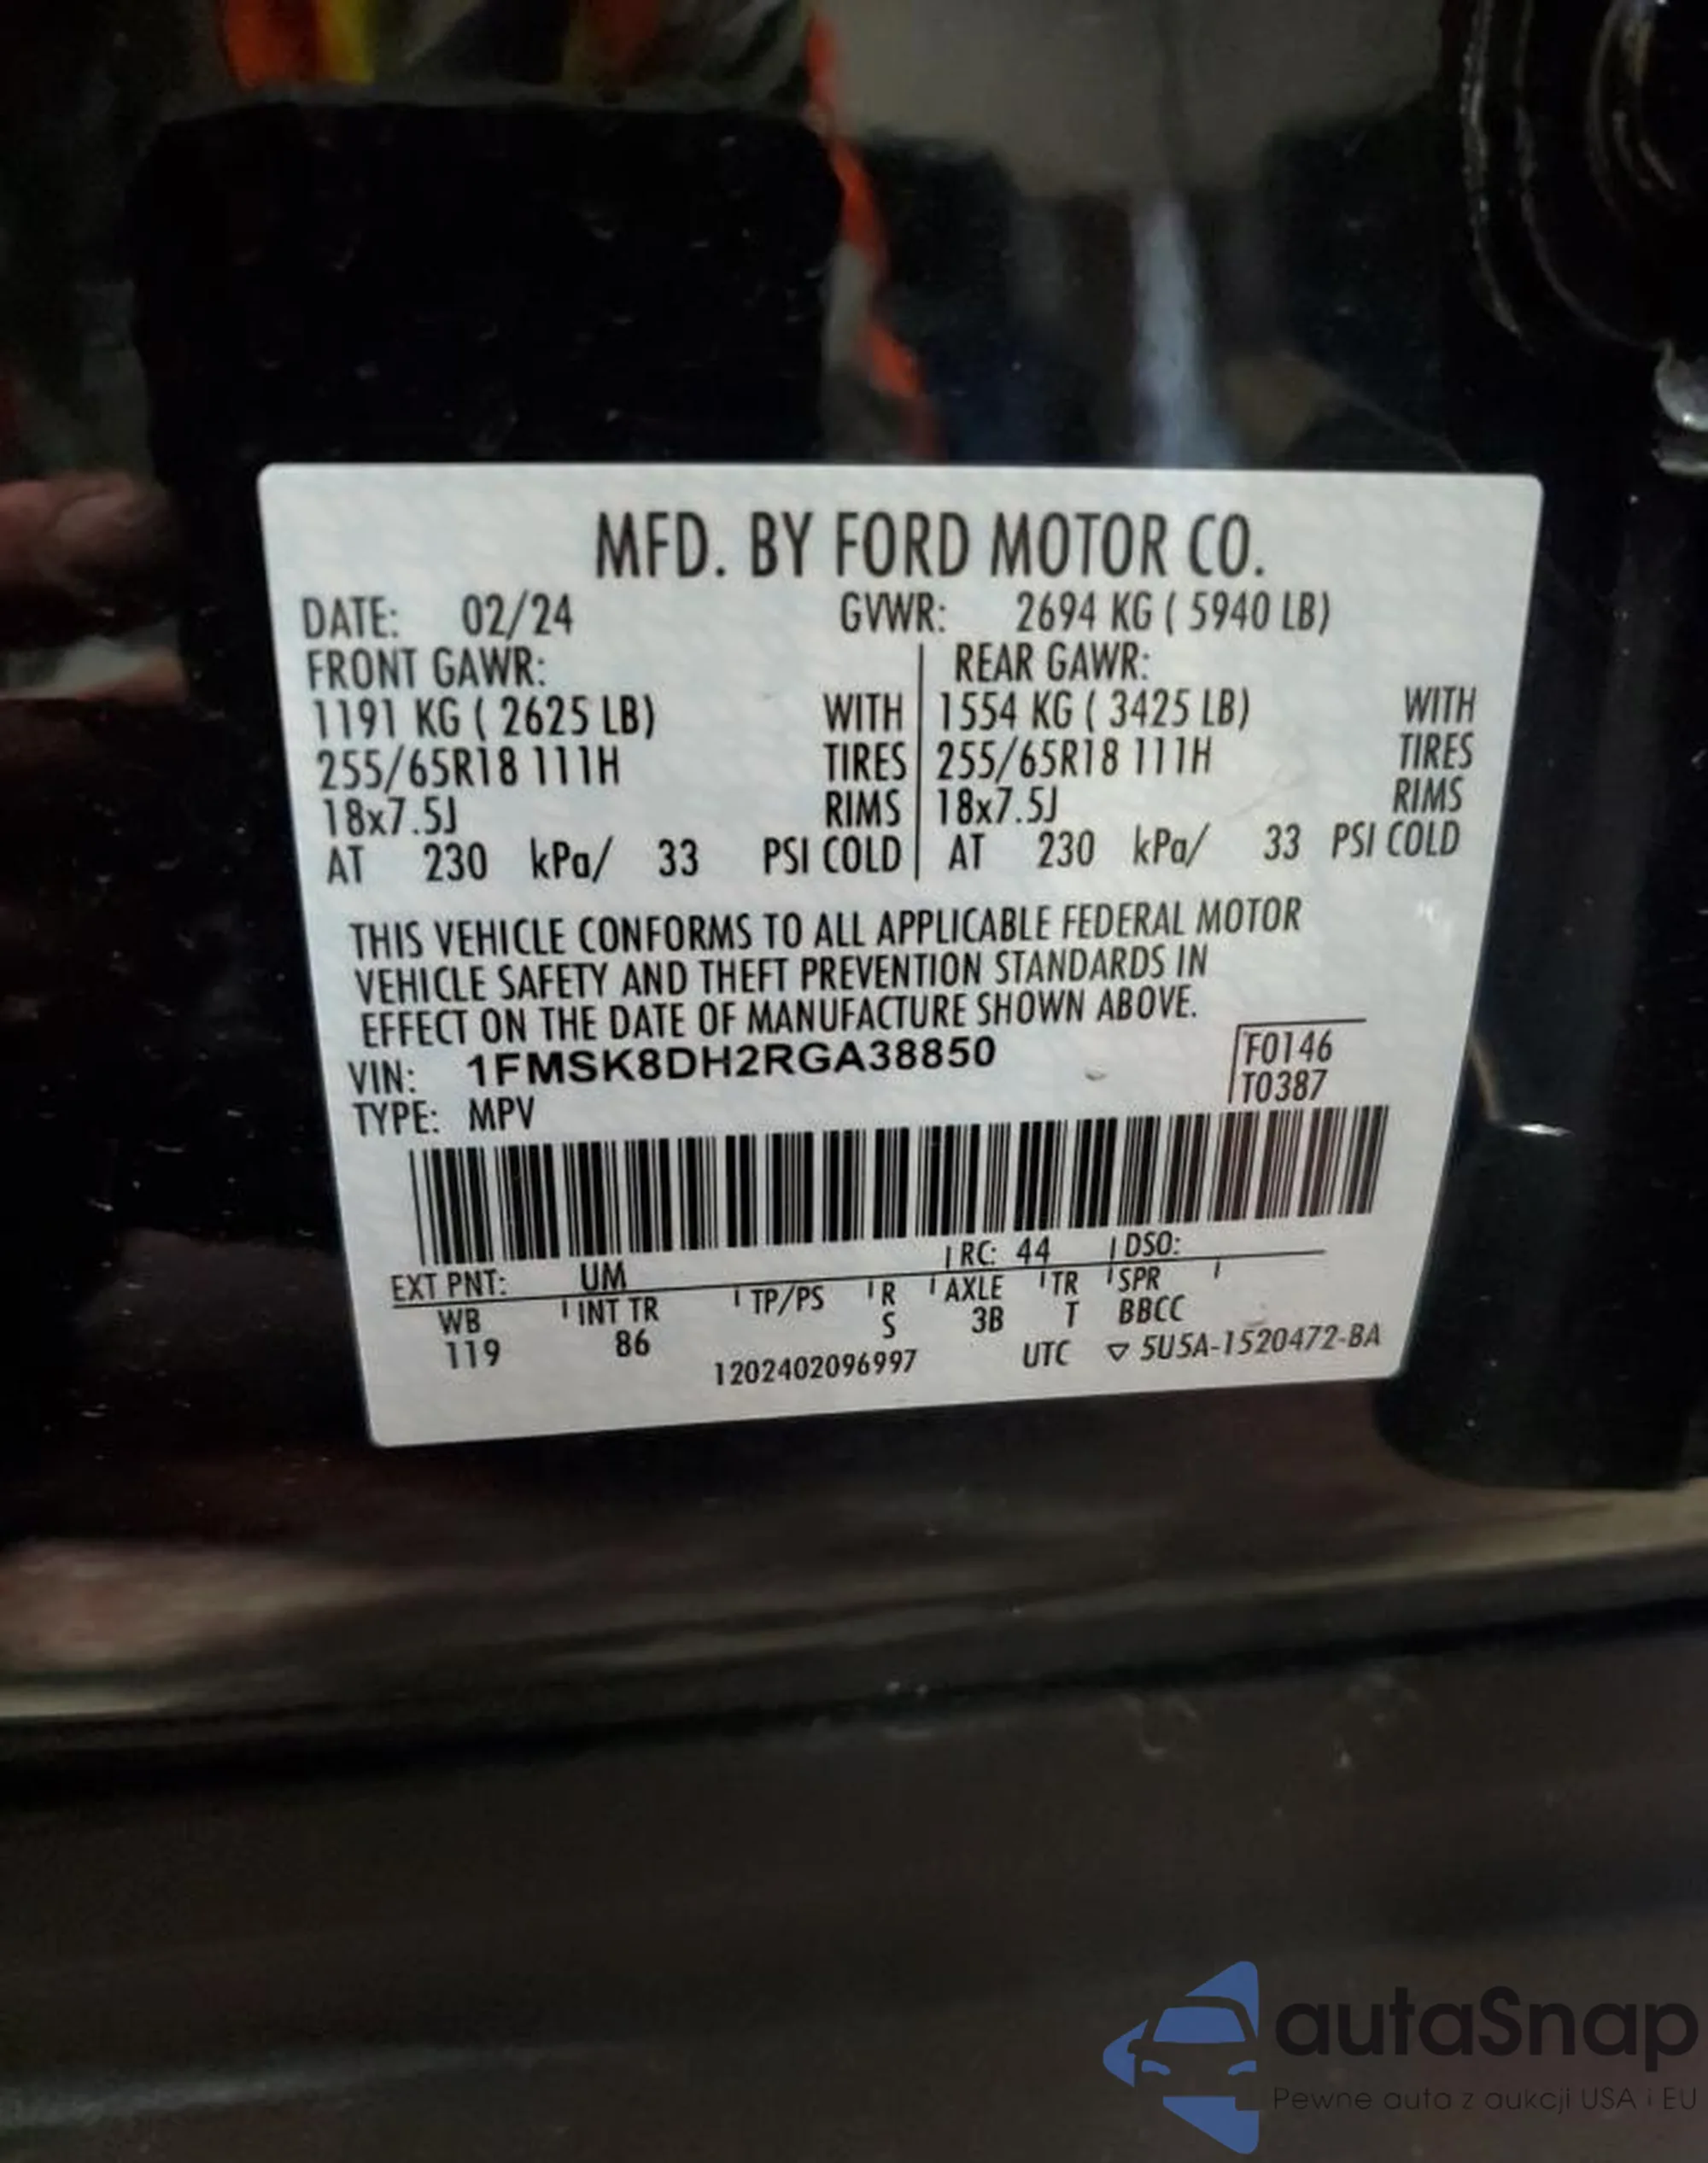 MFD. BY FORD MOTOR CO.
DATE: 02/24 GVWR: 2694 KG ( 5940 LB)
FRONT GAWR: REAR GAWR:
1191 KG ( 2625 LB) WITH 1554 KG ( 3425 LB) WITH
255/65R18 111H TIRES 255/65R18 111H TIRES
18x7.5J RIMS 18x7.5J RIMS
AT 230 kPa/ 33 PSI COLD AT 230 kPa/ 33 PSI COLD
THIS VEHICLE CONFORMS TO ALL APPLICABLE FEDERAL MOTOR
VEHICLE SAFETY AND THEFT PREVENTION STANDARDS IN
EFFECT ON THE DATE OF MANUFACTURE SHOWN ABOVE.
VIN: 1FMSK8DH2RGA38850 F0146
TYPE: MPV T0387
EXT PNT: UM RC: 44 DSO:
WB INT TR TP/PS R AXLE TR SPR
119 86 S 3B T BBCC
1202402096997 UTC ▽ 5U5A-1520472-BA
autaSnap
Pewne auta z aukcji USA i EU